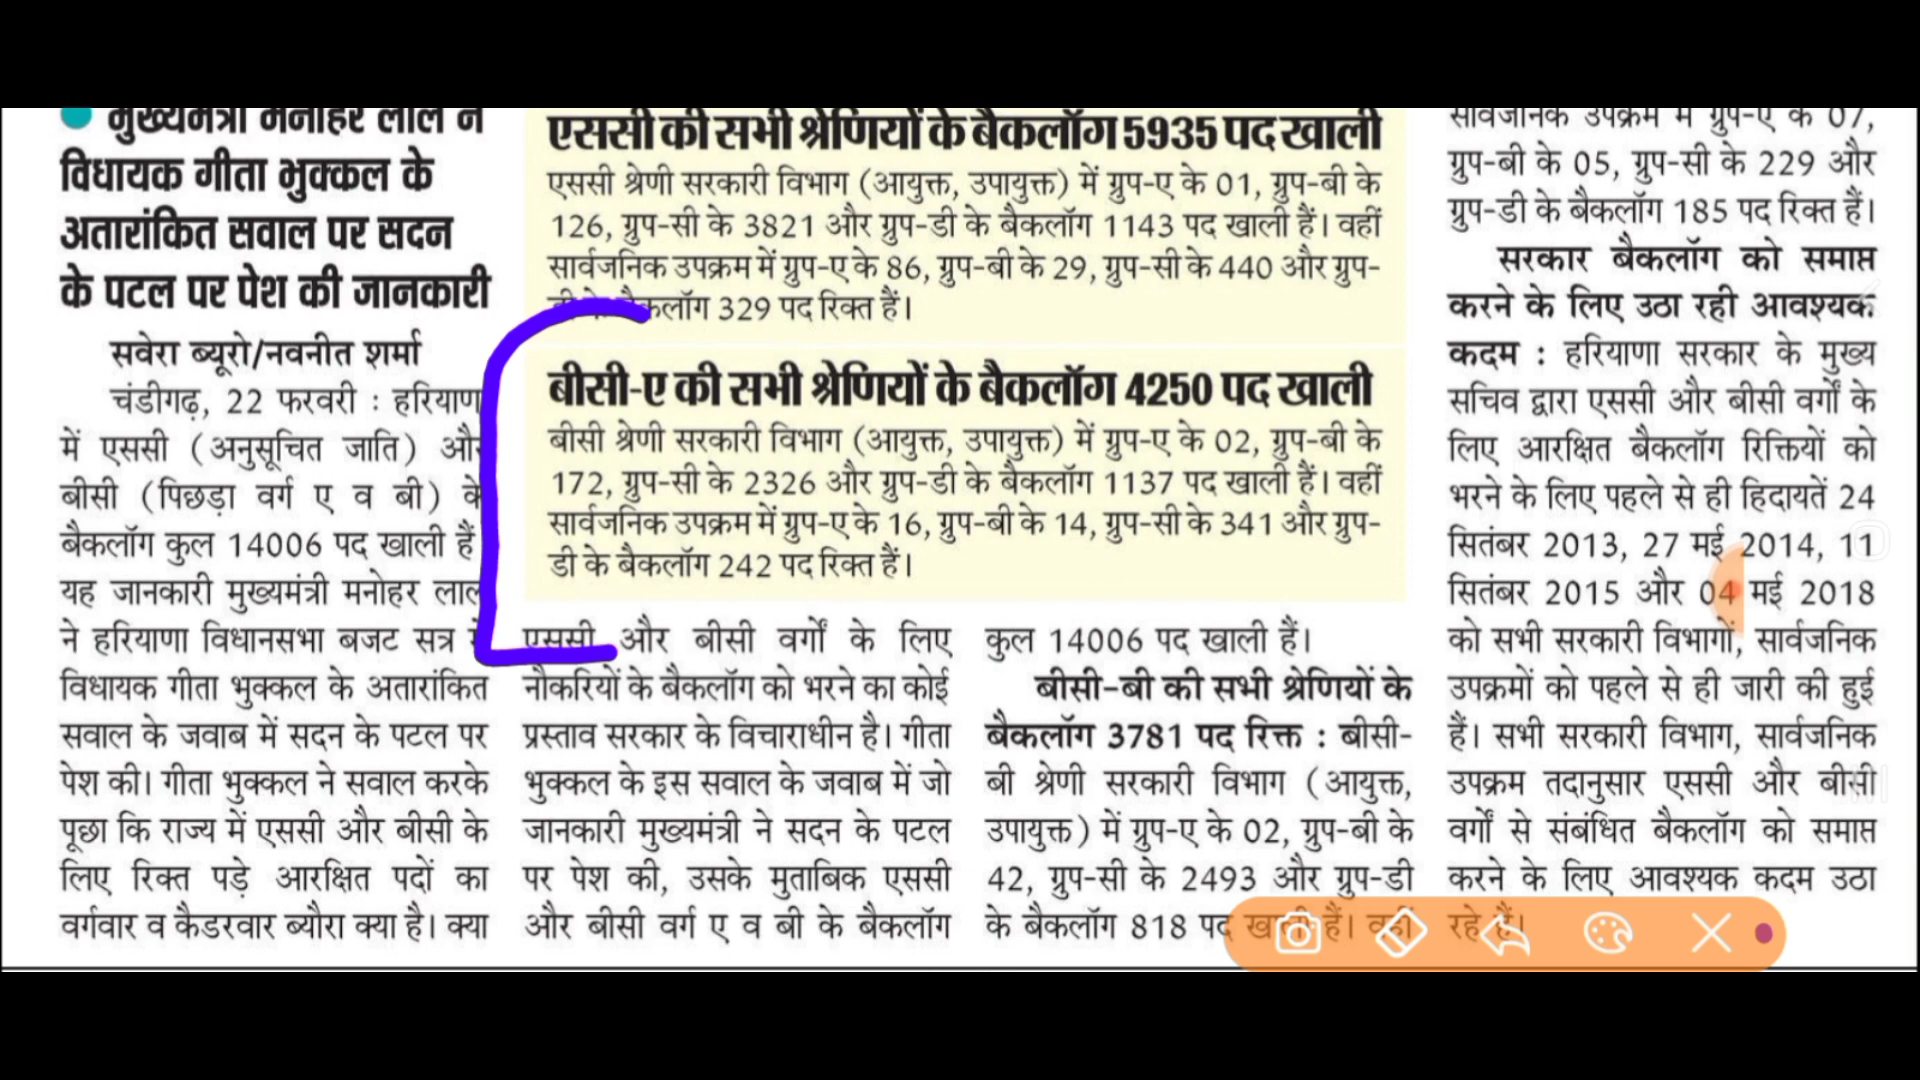 मुख्यमंत्री मनोहर लाल ने
विधायक गीता भुक्कल के
अतारांकित सवाल पर सदन
के पटल पर पेश की जानकारी
सवेरा ब्यूरो/नवनीत शर्मा
चंडीगढ़, 22 फरवरी : हरियाणा
में एससी (अनुसूचित जाति) और
बीसी (पिछड़ा वर्ग ए व बी) के
बैकलॉग कुल 14006 पद खाली हैं
यह जानकारी मुख्यमंत्री मनोहर लाल
ने हरियाणा विधानसभा बजट सत्र में
विधायक गीता भुक्कल के अतारांकित
सवाल के जवाब में सदन के पटल पर
पेश की। गीता भुक्कल ने सवाल करके
पूछा कि राज्य में एससी और बीसी के
लिए रिक्त पड़े आरक्षित पदों का
वर्गवार व कैडरवार ब्यौरा क्या है। क्या
एससी की सभी श्रेणियों के बैकलॉग 5935 पद खाली
एससी श्रेणी सरकारी विभाग (आयुक्त, उपायुक्त) में ग्रुप-ए के 01, ग्रुप-बी के
126, ग्रुप-सी के 3821 और ग्रुप-डी के बैकलॉग 1143 पद खाली हैं। वहीं
सार्वजनिक उपक्रम में ग्रुप-ए के 86, ग्रुप-बी के 29, ग्रुप-सी के 440 और ग्रुप-
डी के बैकलॉग 329 पद रिक्त हैं।
बीसी-ए की सभी श्रेणियों के बैकलॉग 4250 पद खाली
बीसी श्रेणी सरकारी विभाग (आयुक्त, उपायुक्त) में ग्रुप-ए के 02, ग्रुप-बी के
172, ग्रुप-सी के 2326 और ग्रुप-डी के बैकलॉग 1137 पद खाली हैं। वहीं
सार्वजनिक उपक्रम में ग्रुप-ए के 16, ग्रुप-बी के 14, ग्रुप-सी के 341 और ग्रुप-
डी के बैकलॉग 242 पद रिक्त हैं।
एससी और बीसी वर्गों के लिए
नौकरियों के बैकलॉग को भरने का कोई
प्रस्ताव सरकार के विचाराधीन है। गीता
भुक्कल के इस सवाल के जवाब में जो
जानकारी मुख्यमंत्री ने सदन के पटल
पर पेश की, उसके मुताबिक एससी
और बीसी वर्ग ए व बी के बैकलॉग
कुल 14006 पद खाली हैं।
बीसी-बी की सभी श्रेणियों के
बैकलॉग 3781 पद रिक्त : बीसी-
बी श्रेणी सरकारी विभाग (आयुक्त,
उपायुक्त) में ग्रुप-ए के 02, ग्रुप-बी के
42, ग्रुप-सी के 2493 और ग्रुप-डी
के बैकलॉग 818 पद खाली हैं। वहीं
सार्वजनिक उपक्रम में ग्रुप-ए के 07,
ग्रुप-बी के 05, ग्रुप-सी के 229 और
ग्रुप-डी के बैकलॉग 185 पद रिक्त हैं।
सरकार बैकलॉग को समाप्त
करने के लिए उठा रही आवश्यक
कदम : हरियाणा सरकार के मुख्य
सचिव द्वारा एससी और बीसी वर्गों के
लिए आरक्षित बैकलॉग रिक्तियों को
भरने के लिए पहले से ही हिदायतें 24
सितंबर 2013, 27 मई 2014, 11
सितंबर 2015 और 04 मई 2018
को सभी सरकारी विभागों, सार्वजनिक
उपक्रमों को पहले से ही जारी की हुई
हैं। सभी सरकारी विभाग, सार्वजनिक
उपक्रम तदानुसार एससी और बीसी
वर्गों से संबंधित बैकलॉग को समाप्त
करने के लिए आवश्यक कदम उठा
रहे हैं।